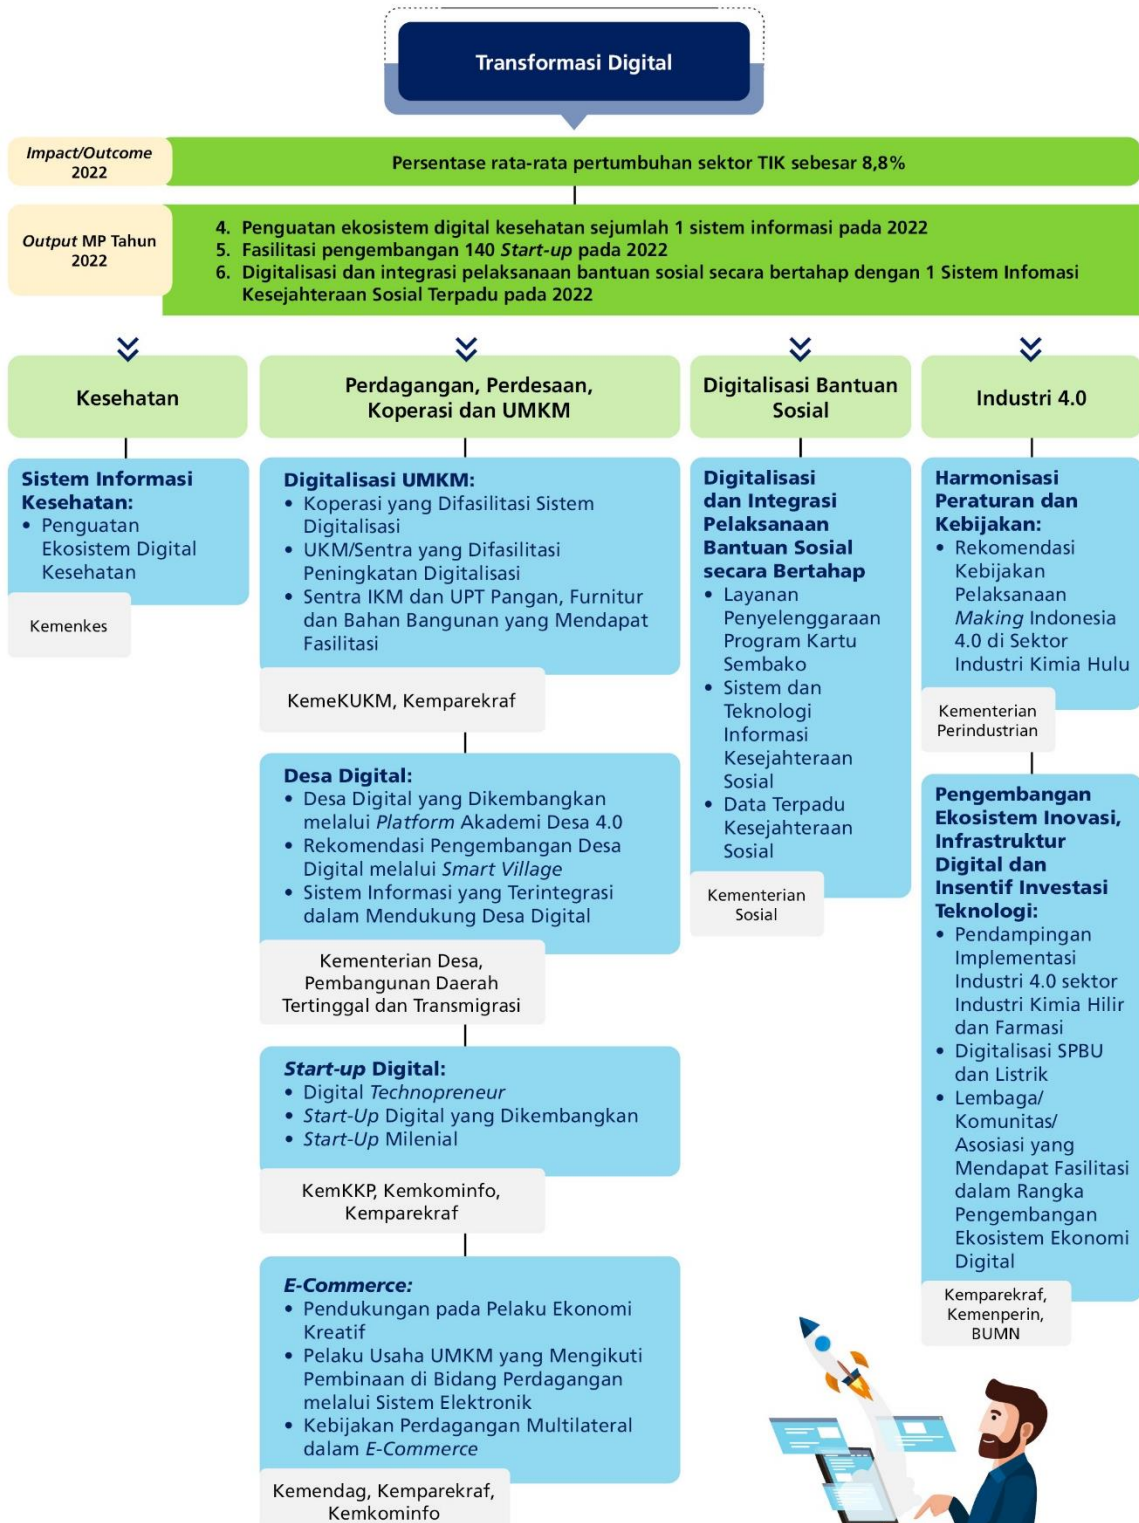 Transformasi Digital
Impact/Outcome
2022
Persentase rata-rata pertumbuhan sektor TIK sebesar 8,8%
Output MP Tahun
2022
4. Penguatan ekosistem digital kesehatan sejumlah 1 sistem informasi pada 2022
5. Fasilitasi pengembangan 140 Start-up pada 2022
6. Digitalisasi dan integrasi pelaksanaan bantuan sosial secara bertahap dengan 1 Sistem Infomasi
Kesejahteraan Sosial Terpadu pada 2022
Kesehatan
Sistem Informasi
Kesehatan:
• Penguatan
Ekosistem Digital
Kesehatan
Kemenkes
Perdagangan, Perdesaan,
Koperasi dan UMKM
Digitalisasi UMKM:
• Koperasi yang Difasilitasi Sistem
Digitalisasi
• UKM/Sentra yang Difasilitasi
Peningkatan Digitalisasi
• Sentra IKM dan UPT Pangan, Furnitur
dan Bahan Bangunan yang Mendapat
Fasilitasi
KemeKUKM, Kemparekraf
Desa Digital:
• Desa Digital yang Dikembangkan
melalui Platform Akademi Desa 4.0
• Rekomendasi Pengembangan Desa
Digital melalui Smart Village
• Sistem Informasi yang Terintegrasi
dalam Mendukung Desa Digital
Kementerian Desa,
Pembangunan Daerah
Tertinggal dan Transmigrasi
Start-up Digital:
• Digital Technopreneur
• Start-Up Digital yang Dikembangkan
• Start-Up Milenial
KemKKP, Kemkominfo,
Kemparekraf
E-Commerce:
• Pendukungan pada Pelaku Ekonomi
Kreatif
• Pelaku Usaha UMKM yang Mengikuti
Pembinaan di Bidang Perdagangan
melalui Sistem Elektronik
• Kebijakan Perdagangan Multilateral
dalam E-Commerce
Kemendag, Kemparekraf,
Kemkominfo
Digitalisasi Bantuan
Sosial
Digitalisasi
dan Integrasi
Pelaksanaan
Bantuan Sosial
secara Bertahap
• Layanan
Penyelenggaraan
Program Kartu
Sembako
• Sistem dan
Teknologi
Informasi
Kesejahteraan
Sosial
• Data Terpadu
Kesejahteraan
Sosial
Kementerian
Sosial
Industri 4.0
Harmonisasi
Peraturan dan
Kebijakan:
• Rekomendasi
Kebijakan
Pelaksanaan
Making Indonesia
4.0 di Sektor
Industri Kimia Hulu
Kementerian
Perindustrian
Pengembangan
Ekosistem Inovasi,
Infrastruktur
Digital dan
Insentif Investasi
Teknologi:
• Pendampingan
Implementasi
Industri 4.0 sektor
Industri Kimia Hilir
dan Farmasi
• Digitalisasi SPBU
dan Listrik
• Lembaga/
Komunitas/
Asosiasi yang
Mendapat Fasilitasi
dalam Rangka
Pengembangan
Ekosistem Ekonomi
Digital
Kemparekraf,
Kemenperin,
BUMN